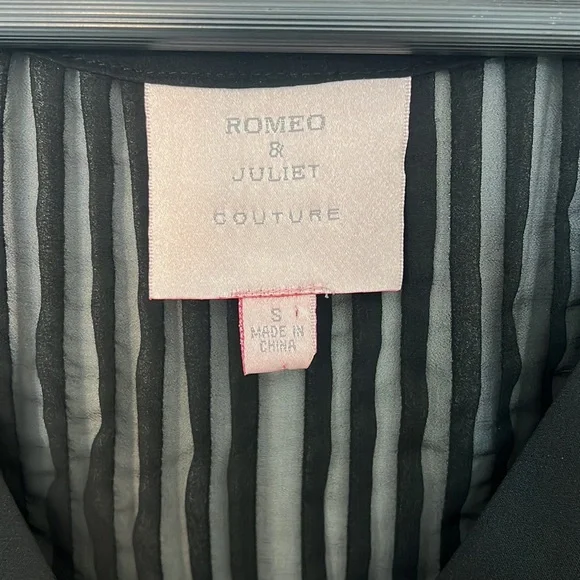 ROMEO
&
JULIET
COUTURE
S
MADE IN
CHINA